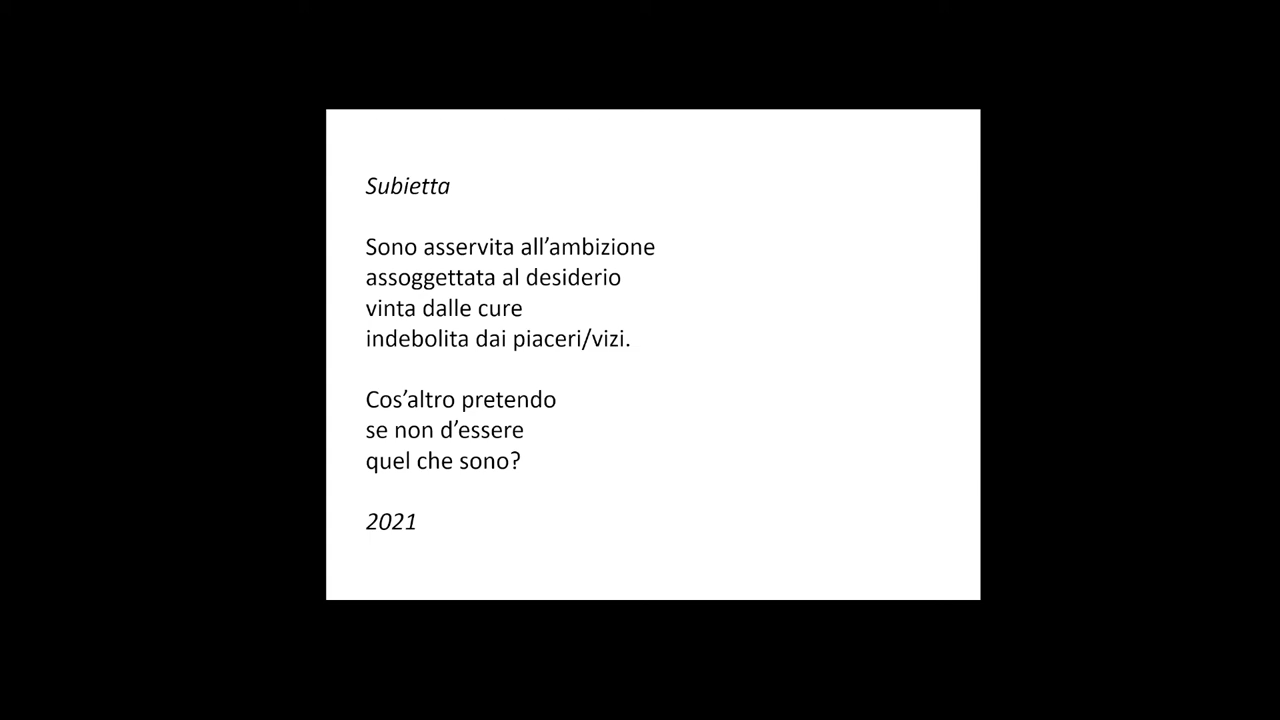 Subietta
Sono asservita all’ambizione
assoggettata al desiderio
vinta dalle cure
indebolita dai piaceri/vizi.
Cos’altro pretendo
se non d’essere
quel che sono?
2021